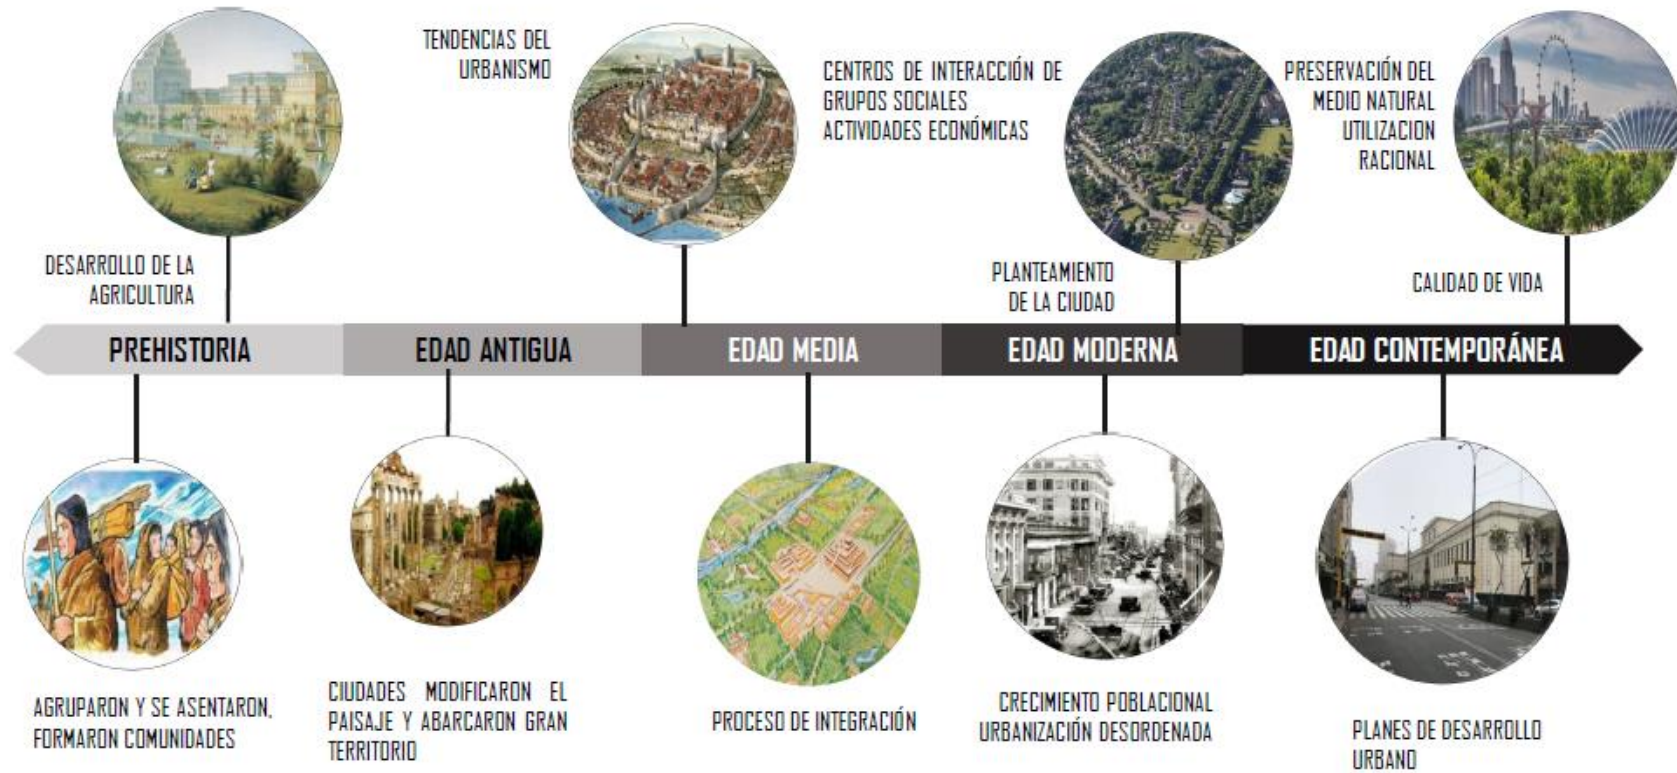 TENDENCIAS DEL
URBANISMO
CENTROS DE INTERACCIÓN DE
GRUPOS SOCIALES
ACTIVIDADES ECONÓMICAS
PRESERVACIÓN DEL
MEDIO NATURAL
UTILIZACION
RACIONAL
DESARROLLO DE LA
AGRICULTURA
PLANTEAMIENTO
DE LA CIUDAD
CALIDAD DE VIDA
PREHISTORIA
EDAD ANTIGUA
EDAD MEDIA
EDAD MODERNA
EDAD CONTEMPORÁNEA
AGRUPARON Y SE ASENTARON,
FORMARON COMUNIDADES
CIUDADES MODIFICARON EL
PAISAJE Y ABARCARON GRAN
TERRITORIO
PROCESO DE INTEGRACIÓN
CRECIMIENTO POBLACIONAL
URBANIZACIÓN DESORDENADA
PLANES DE DESARROLLO
URBANO